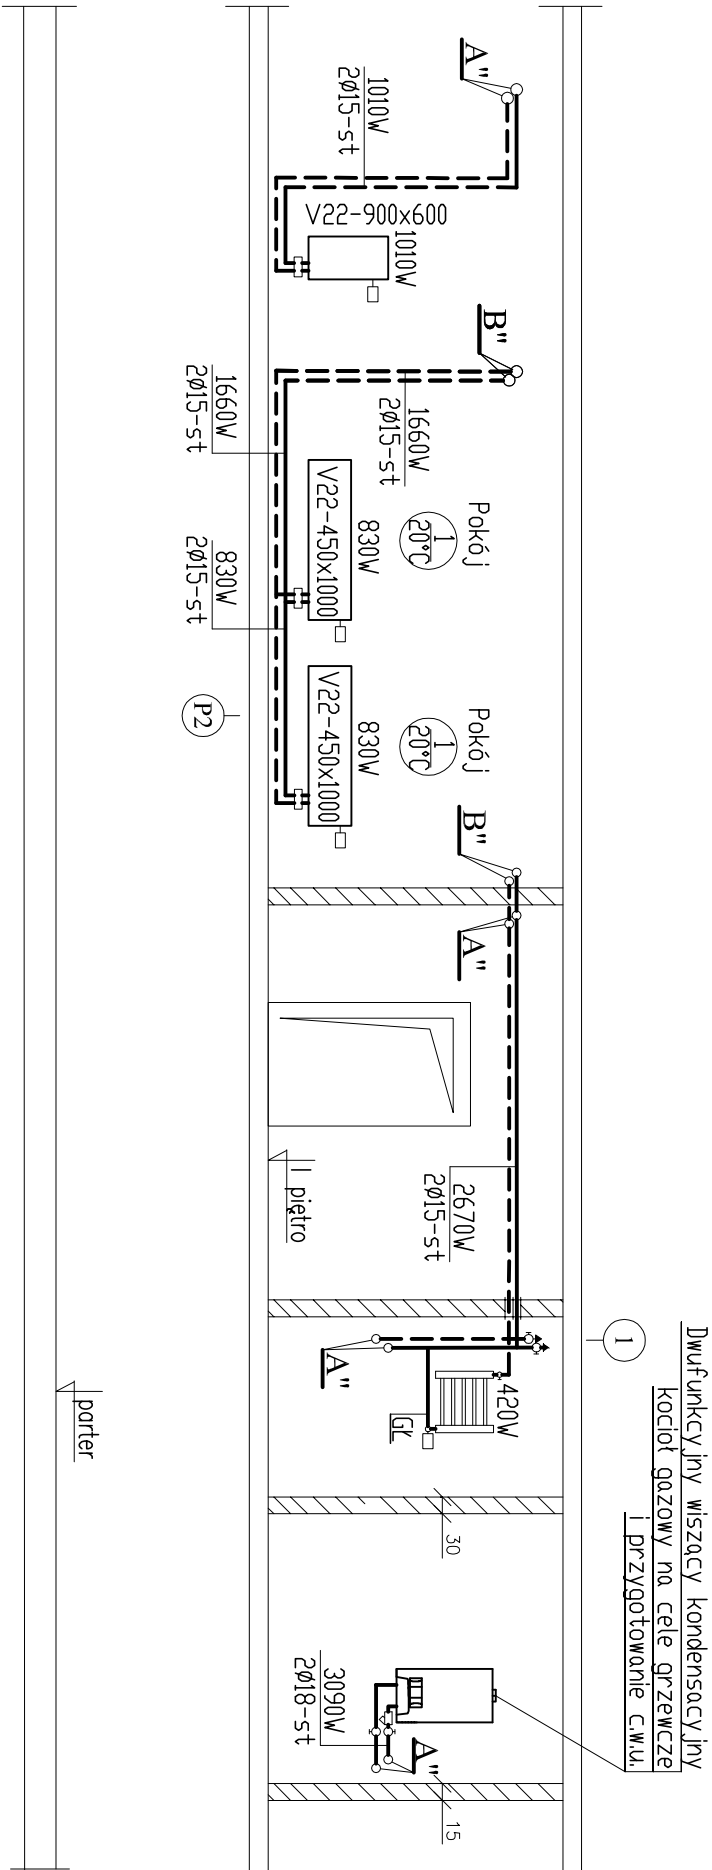 Dwufunkcyjny wiszący kondensacyjny
kocioł gazowy na cele grzewcze
i przygotowanie c.w.u.
1
A"
1010W
2Ø15-st
V22-900x600
1010W
B"
1660W
2Ø15-st
1660W
2Ø15-st
Pokój
1
20°C
830W
V22-450x1000
830W
2Ø15-st
Pokój
1
20°C
830W
V22-450x1000
P2
B"
A"
2670W
2Ø15-st
I piętro
A"
420W
GŁ
30
3090W
2Ø18-st
A"
15
parter